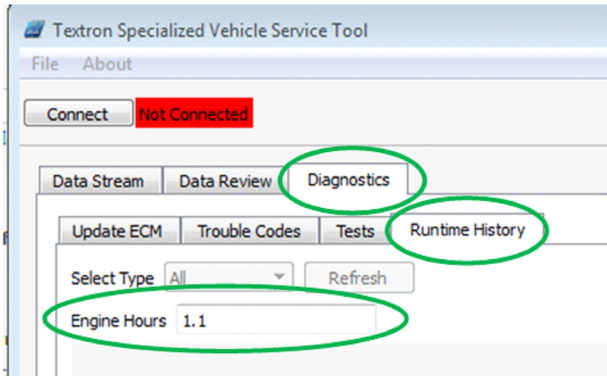 Textron Specialized Vehicle Service Tool
File About
Connect Not Connected
Data Stream Data Review Diagnostics
Update ECM Trouble Codes Tests Runtime History
Select Type All Refresh
Engine Hours 1.1